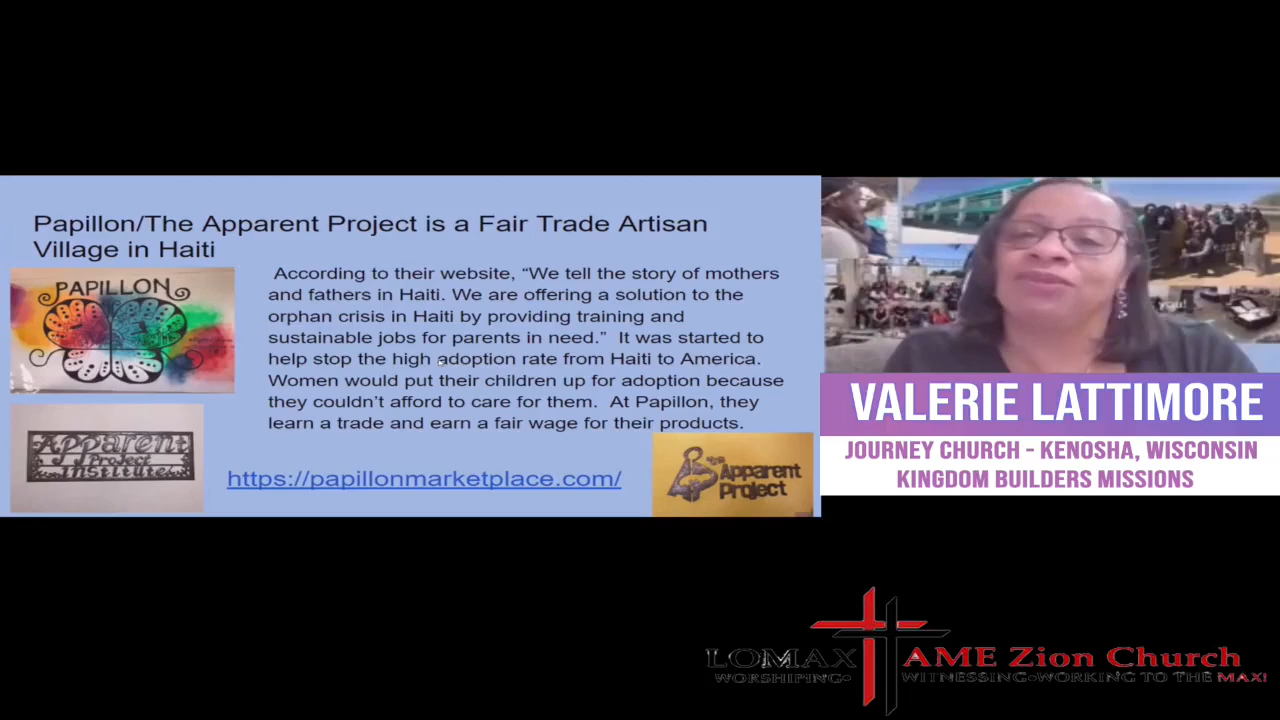 Papillon/The Apparent Project is a Fair Trade Artisan
Village in Haiti
PAPILLON
According to their website, “We tell the story of mothers
and fathers in Haiti. We are offering a solution to the
orphan crisis in Haiti by providing training and
sustainable jobs for parents in need.” It was started to
help stop the high adoption rate from Haiti to America.
Women would put their children up for adoption because
they couldn’t afford to care for them. At Papillon, they
learn a trade and earn a fair wage for their products.
Apparent
Project
Institute
https://papillonmarketplace.com/
the Apparent
Project
you!
VALERIE LATTIMORE
JOURNEY CHURCH - KENOSHA, WISCONSIN
KINGDOM BUILDERS MISSIONS
LOMAX AME Zion Church
WORSHIPING• WITNESSING•WORKING TO THE MAX!